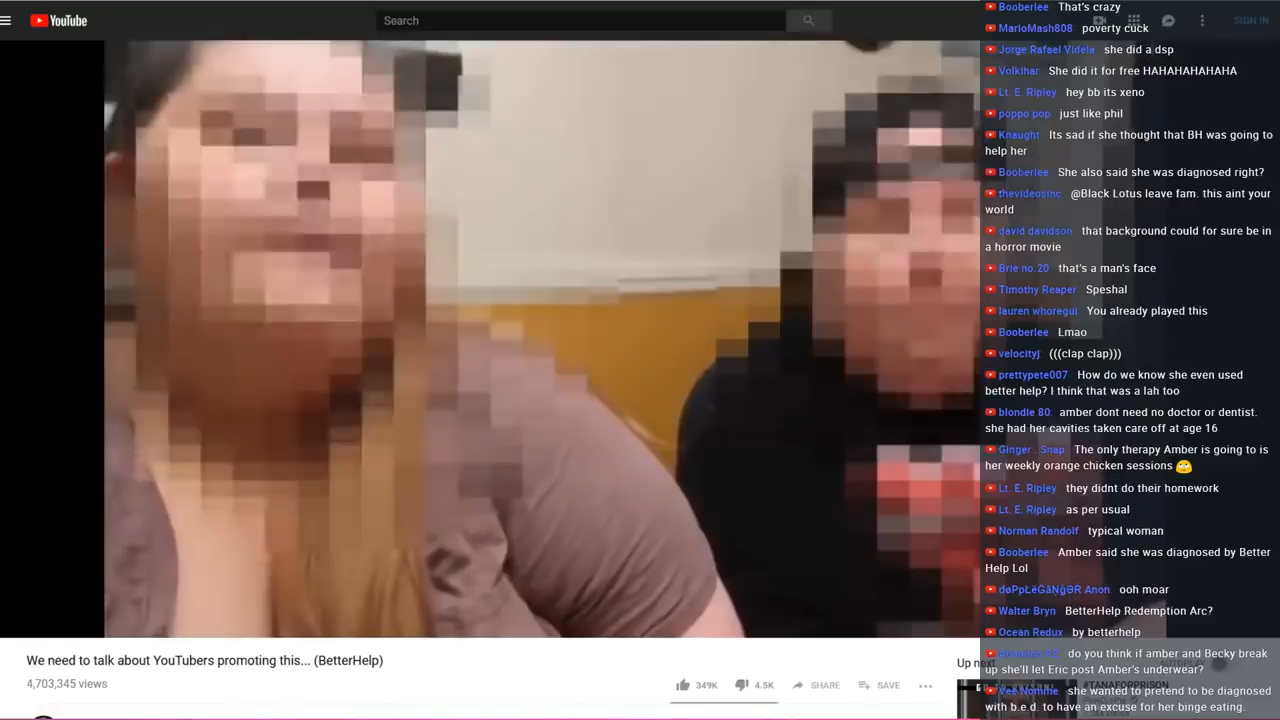 YouTube
Search
SIGN IN
Booberlee That's crazy
MarioMash808 poverty cuck
Jorge Rafael Videla she did a dsp
Volkihar She did it for free HAHAHAHAHAHA
Lt. E. Ripley hey bb its xeno
poppo pop just like phil
Knaught Its sad if she thought that BH was going to
help her
Booberlee She also said she was diagnosed right?
thevideosinc @Black Lotus leave fam. this aint your
world
david davidson that background could for sure be in
a horror movie
Brie no.20 that's a man's face
Timothy Reaper Speshal
lauren whoregui You already played this
Booberlee Lmao
velocityj (((clap clap)))
prettypete007 How do we know she even used
better help? I think that was a lah too
blondie 80 amber dont need no doctor or dentist.
she had her cavities taken care off at age 16
Ginger . Snap The only therapy Amber is going to is
her weekly orange chicken sessions 🙄
Lt. E. Ripley they didnt do their homework
Lt. E. Ripley as per usual
Norman Randolf typical woman
Booberlee Amber said she was diagnosed by Better
Help Lol
Anon ooh moar
Walter Bryn BetterHelp Redemption Arc?
Ocean Redux by betterhelp
do you think if amber and Becky break
up she'll let Eric post Amber's underwear?
Vee Nomme she wanted to pretend to be diagnosed
with b.e.d. to have an excuse for her binge eating.
We need to talk about YouTubers promoting this... (BetterHelp)
4,703,345 views
349K
4.5K
SHARE
SAVE
Up next
AUTOPLAY
#TANAFORPRISON